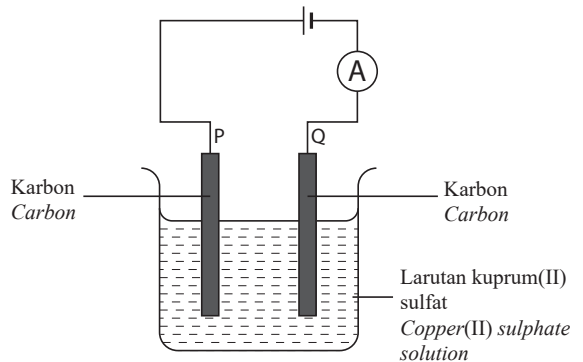 A
P
Q
Karbon
Carbon
Karbon
Carbon
Larutan kuprum(II)
sulfat
Copper(II) sulphate
solution